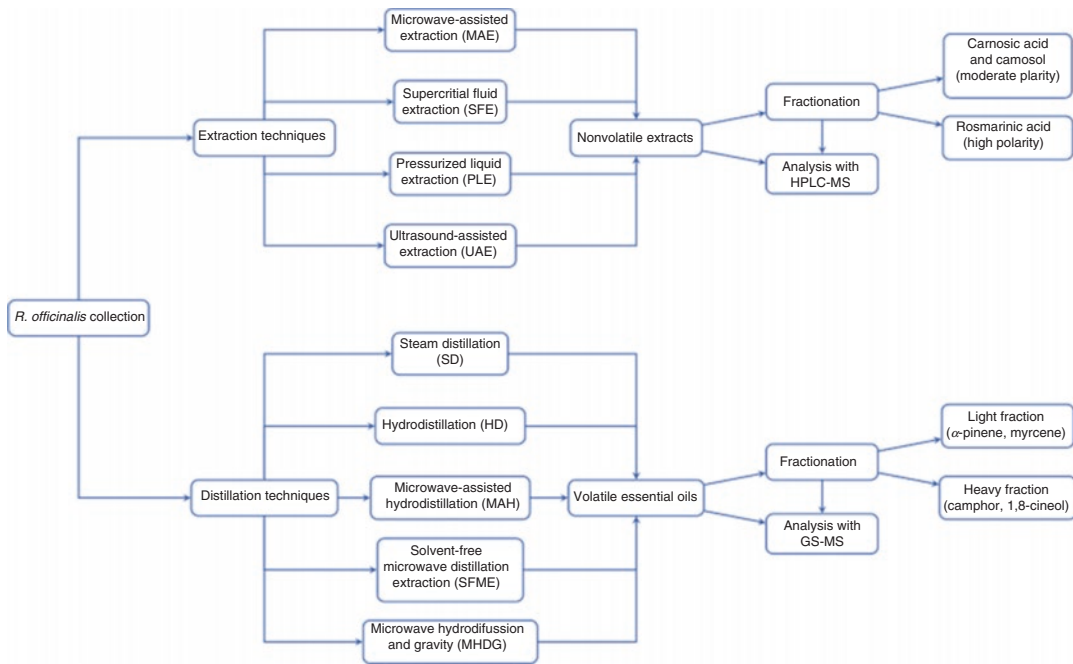 Microwave-assisted
extraction (MAE)
Supercritial fluid
extraction (SFE)
Extraction techniques
Pressurized liquid
extraction (PLE)
Ultrasound-assisted
extraction (UAE)
Nonvolatile extracts
Fractionation
Analysis with
HPLC-MS
Carnosic acid
and camosol
(moderate plarity)
Rosmarinic acid
(high polarity)
R. officinalis collection
Steam distillation
(SD)
Hydrodistillation (HD)
Distillation techniques
Microwave-assisted
hydrodistillation (MAH)
Solvent-free
microwave distillation
extraction (SFME)
Microwave hydrodifussion
and gravity (MHDG)
Volatile essential oils
Fractionation
Analysis with
GS-MS
Light fraction
(α-pinene, myrcene)
Heavy fraction
(camphor, 1,8-cineol)